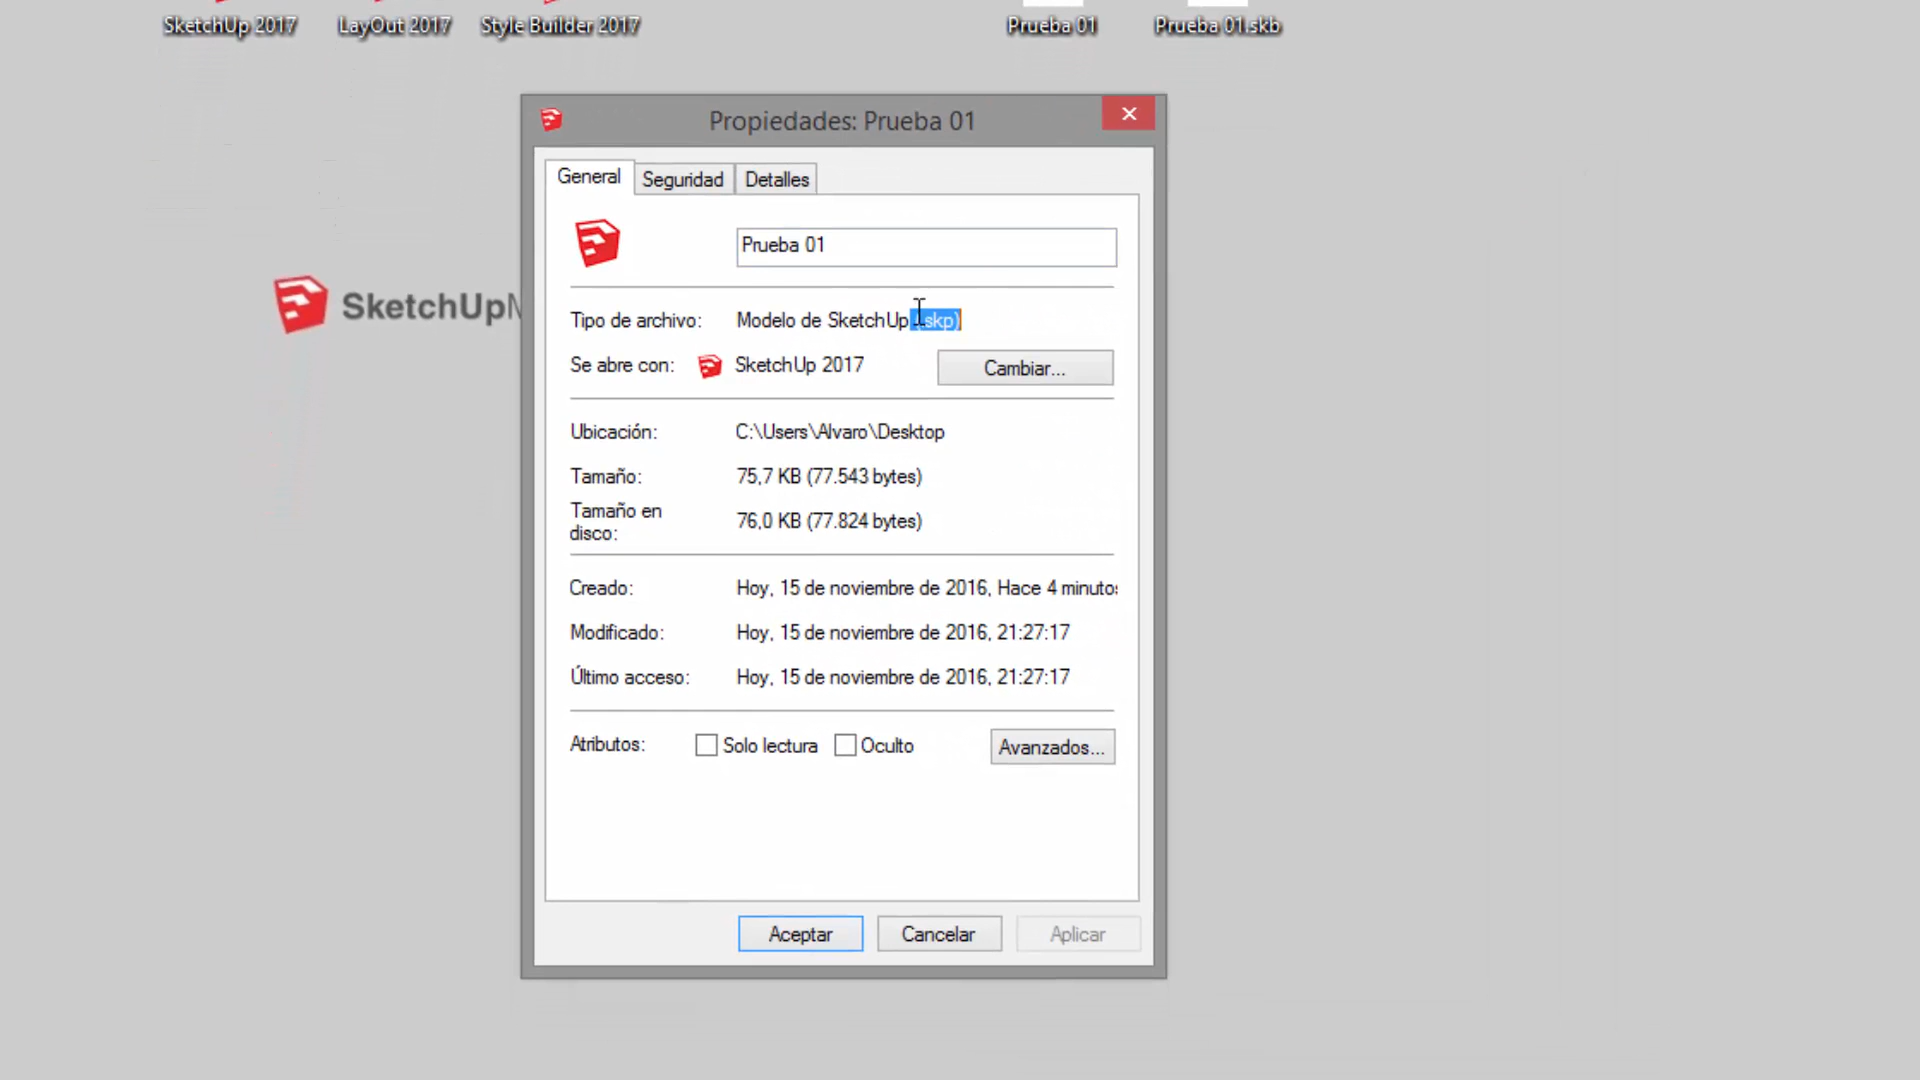 SketchUp 2017
LayOut 2017
Style Builder 2017
Prueba 01
Prueba 01.skb
Propiedades: Prueba 01
General
Seguridad
Detalles
Prueba 01
SketchUp
Tipo de archivo: Modelo de SketchUp (.skp)
Se abre con: SketchUp 2017
Cambiar...
Ubicación: C:\Users\Alvaro\Desktop
Tamaño: 75,7 KB (77.543 bytes)
Tamaño en
disco:
76,0 KB (77.824 bytes)
Creado: Hoy, 15 de noviembre de 2016, Hace 4 minutos
Modificado: Hoy, 15 de noviembre de 2016, 21:27:17
Último acceso: Hoy, 15 de noviembre de 2016, 21:27:17
Atributos: Solo lectura Oculto
Avanzados...
Aceptar
Cancelar
Aplicar